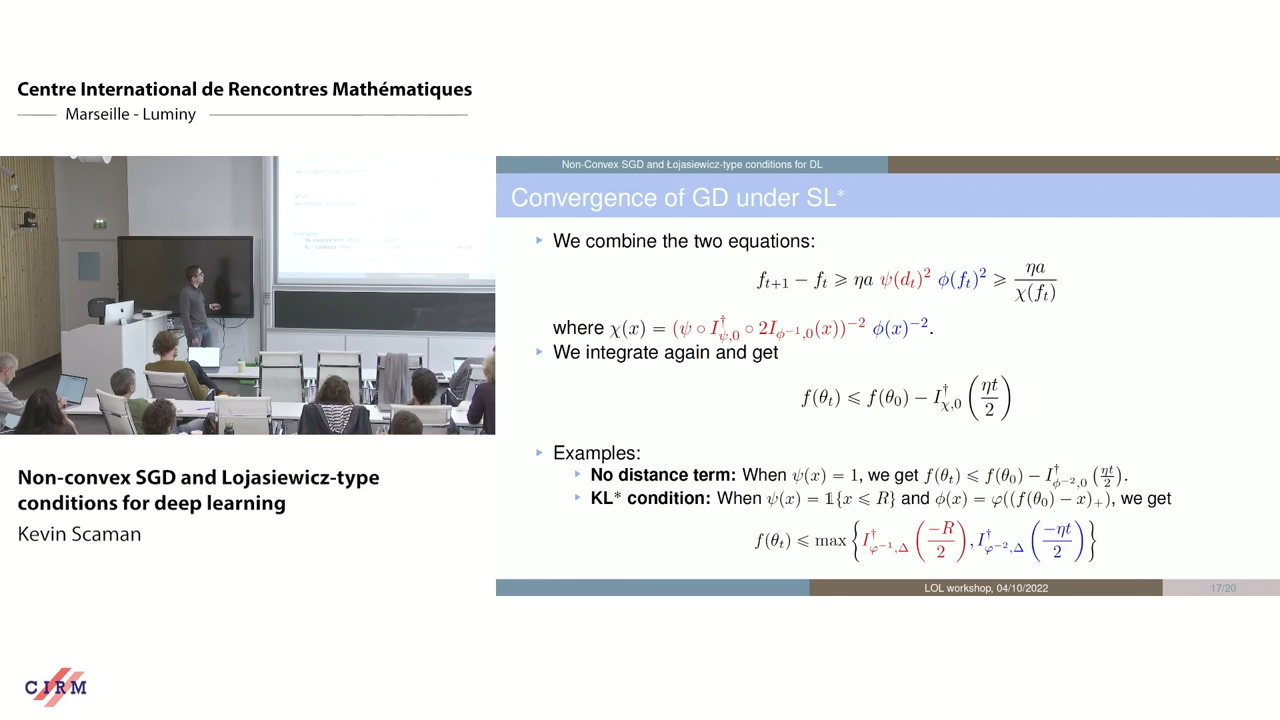 Centre International de Rencontres Mathématiques
Marseille - Luminy
Non-convex SGD and Lojasiewicz-type
conditions for deep learning
Kevin Scaman
CIRM
Non-Convex SGD and Łojasiewicz-type conditions for DL
Convergence of GD under SL*
We combine the two equations:
f_{t+1} − f_t ⩾ ηa ψ(d_t)² ϕ(f_t)² ⩾ ηa / χ(f_t)
where χ(x) = (ψ ∘ I†_{ψ,0} ∘ 2I_{ϕ⁻¹,0}(x))⁻² ϕ(x)⁻².
We integrate again and get
f(θ_t) ⩽ f(θ_0) − I†_{χ,0} (ηt / 2)
Examples:
No distance term: When ψ(x) = 1, we get f(θ_t) ⩽ f(θ_0) − I†_{ϕ⁻²,0} (ηt / 2).
KL* condition: When ψ(x) = 𝟙{x ⩽ R} and ϕ(x) = φ((f(θ_0) − x)₊), we get
f(θ_t) ⩽ max { I†_{φ⁻¹,Δ} (−R / 2), I†_{φ⁻²,Δ} (−ηt / 2) }
LOL workshop, 04/10/2022
17/20